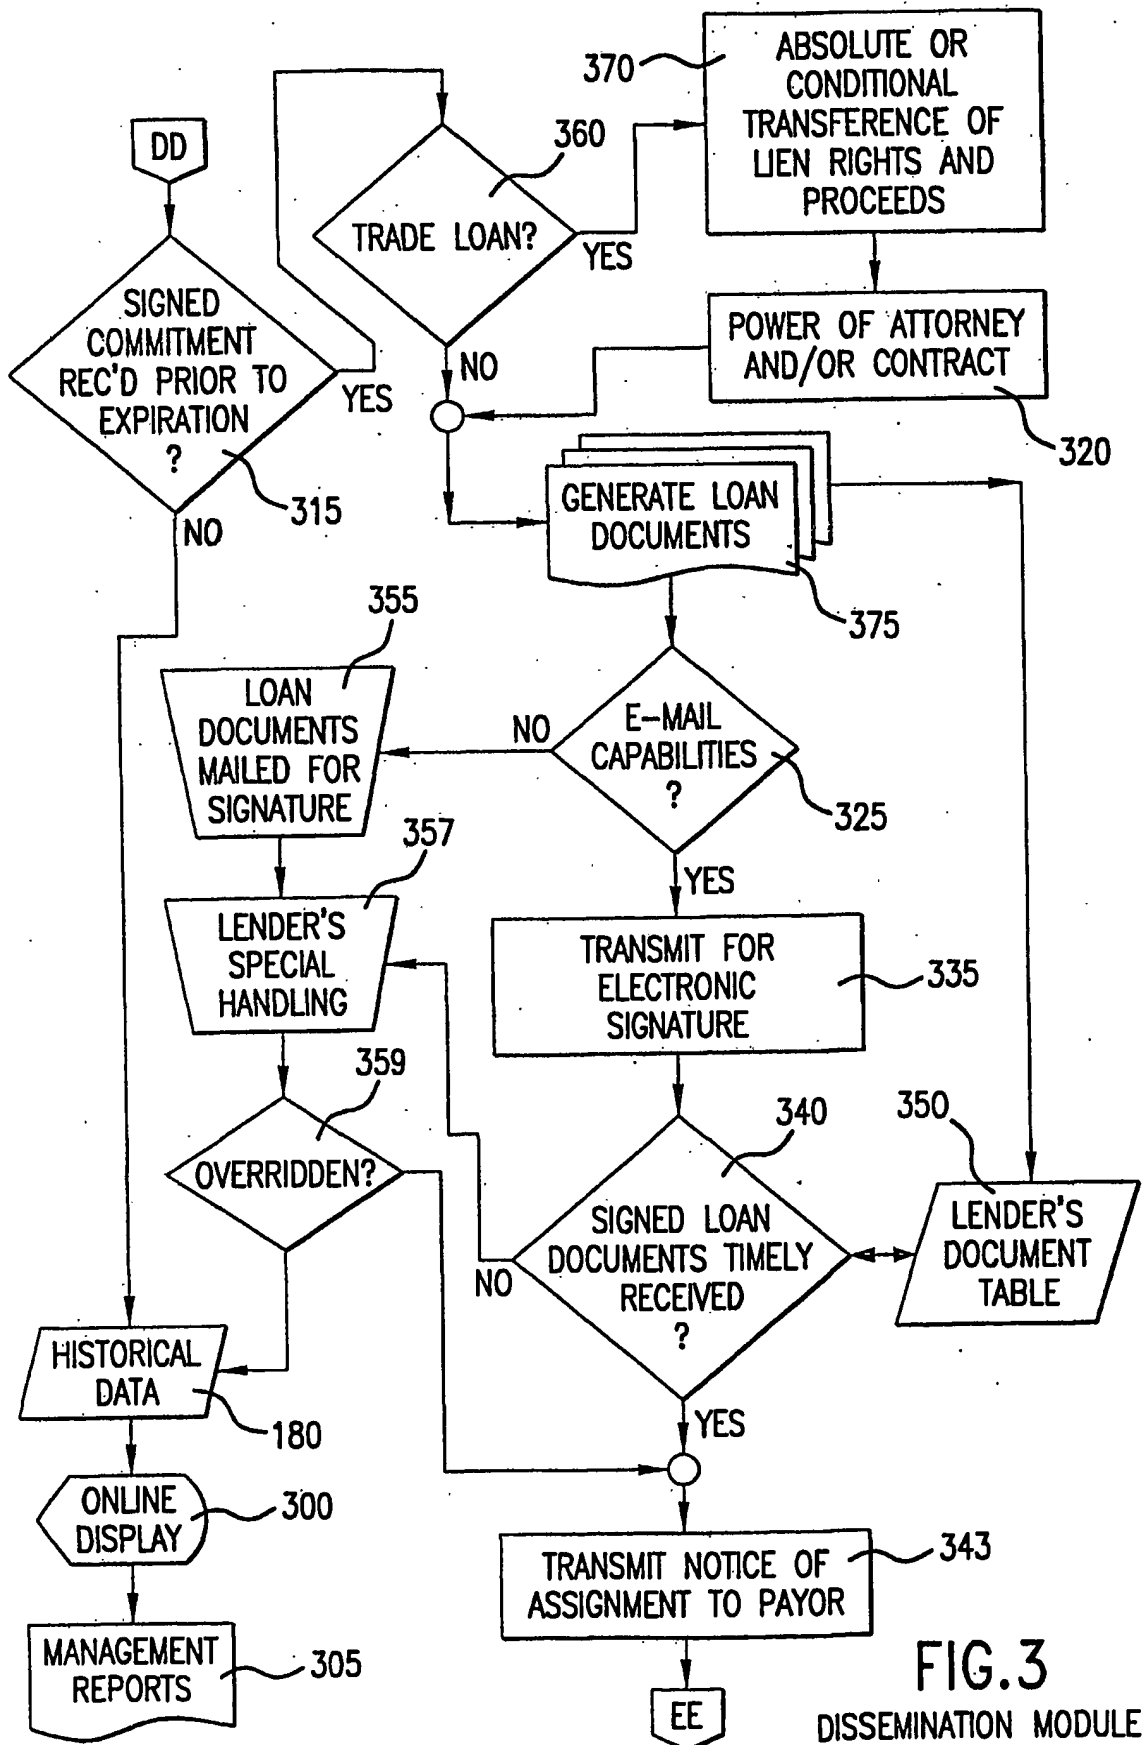 370
ABSOLUTE OR
CONDITIONAL
TRANSFERENCE OF
LIEN RIGHTS AND
PROCEEDS
DD
360
TRADE LOAN?
YES
NO
SIGNED
COMMITMENT
REC'D PRIOR TO
EXPIRATION
?
YES
315
NO
POWER OF ATTORNEY
AND/OR CONTRACT
320
GENERATE LOAN
DOCUMENTS
375
355
LOAN
DOCUMENTS
MAILED FOR
SIGNATURE
NO
E-MAIL
CAPABILITIES
?
325
YES
357
LENDER'S
SPECIAL
HANDLING
TRANSMIT FOR
ELECTRONIC
SIGNATURE
335
359
OVERRIDDEN?
340
SIGNED LOAN
DOCUMENTS TIMELY
RECEIVED
?
NO
YES
350
LENDER'S
DOCUMENT
TABLE
HISTORICAL
DATA
180
ONLINE
DISPLAY
300
MANAGEMENT
REPORTS
305
TRANSMIT NOTICE OF
ASSIGNMENT TO PAYOR
343
EE
FIG.3
DISSEMINATION MODULE